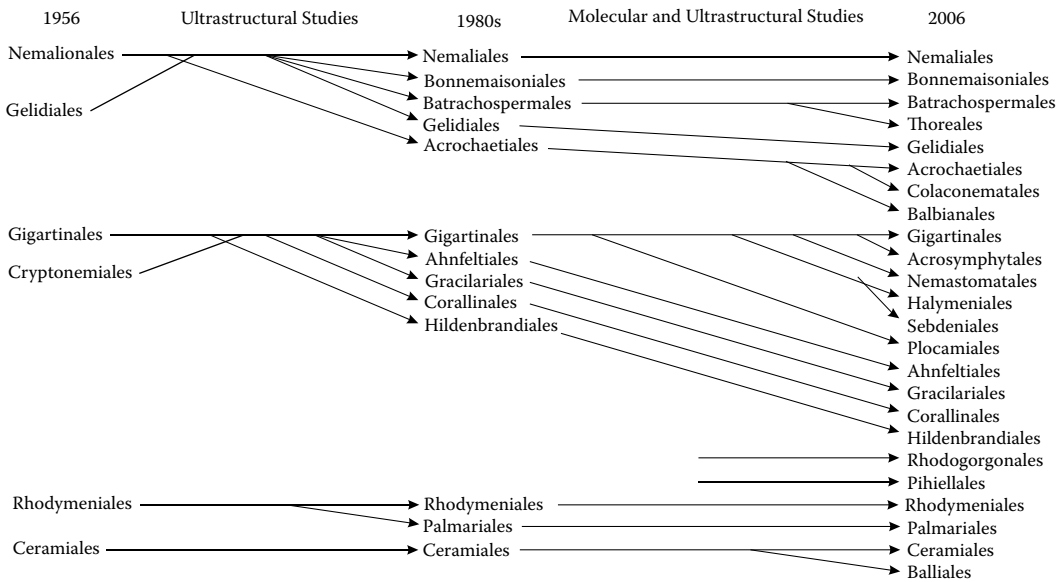 1956 Ultrastructural Studies 1980s Molecular and Ultrastructural Studies 2006
Nemalionales Nemaliales Nemaliales
Bonnemaisoniales Bonnemaisoniales
Batrachospermales Batrachospermales
Gelidiales Gelidiales Thoreales
Acrochaetiales Gelidiales
Acrochaetiales
Colaconematales
Balbianales
Gigartinales Gigartinales Gigartinales
Ahnfeltiales Acrosymphytales
Cryptonemiales Gracilariales Nemastomatales
Corallinales Halymeniales
Hildenbrandiales Sebdeniales
Plocamiales
Ahnfeltiales
Gracilariales
Corallinales
Hildenbrandiales
Rhodogorgonales
Pihiellales
Rhodymeniales Rhodymeniales Rhodymeniales
Palmariales Palmariales
Ceramiales Ceramiales Ceramiales
Balliales